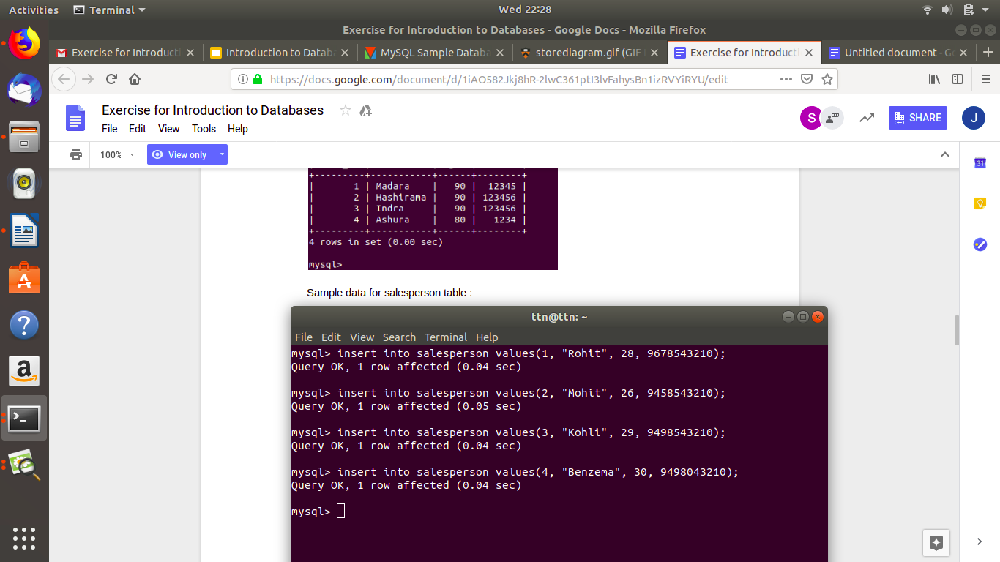 Activities Terminal Wed 22:28
Exercise for Introduction to Databases - Google Docs - Mozilla Firefox
Exercise for Introducti Introduction to Databa MySQL Sample Databa storediagram.gif (GIF Exercise for Introducti Untitled document - Go
https://docs.google.com/document/d/1iAO582Jkj8hR-2lwC361ptI3lvFahysBn1izRVYiRYU/edit
Exercise for Introduction to Databases
File Edit View Tools Help
S SHARE J
100% View only
31
+---------+-----------+------+--------+
| 1 | Madara | 90 | 12345 |
| 2 | Hashirama | 90 | 123456 |
| 3 | Indra | 90 | 123456 |
| 4 | Ashura | 80 | 1234 |
+---------+-----------+------+--------+
4 rows in set (0.00 sec)
mysql>
Sample data for salesperson table :
ttn@ttn: ~
File Edit View Search Terminal Help
mysql> insert into salesperson values(1, "Rohit", 28, 9678543210);
Query OK, 1 row affected (0.04 sec)
mysql> insert into salesperson values(2, "Mohit", 26, 9458543210);
Query OK, 1 row affected (0.05 sec)
mysql> insert into salesperson values(3, "Kohli", 29, 9498543210);
Query OK, 1 row affected (0.04 sec)
mysql> insert into salesperson values(4, "Benzema", 30, 9498043210);
Query OK, 1 row affected (0.04 sec)
mysql>